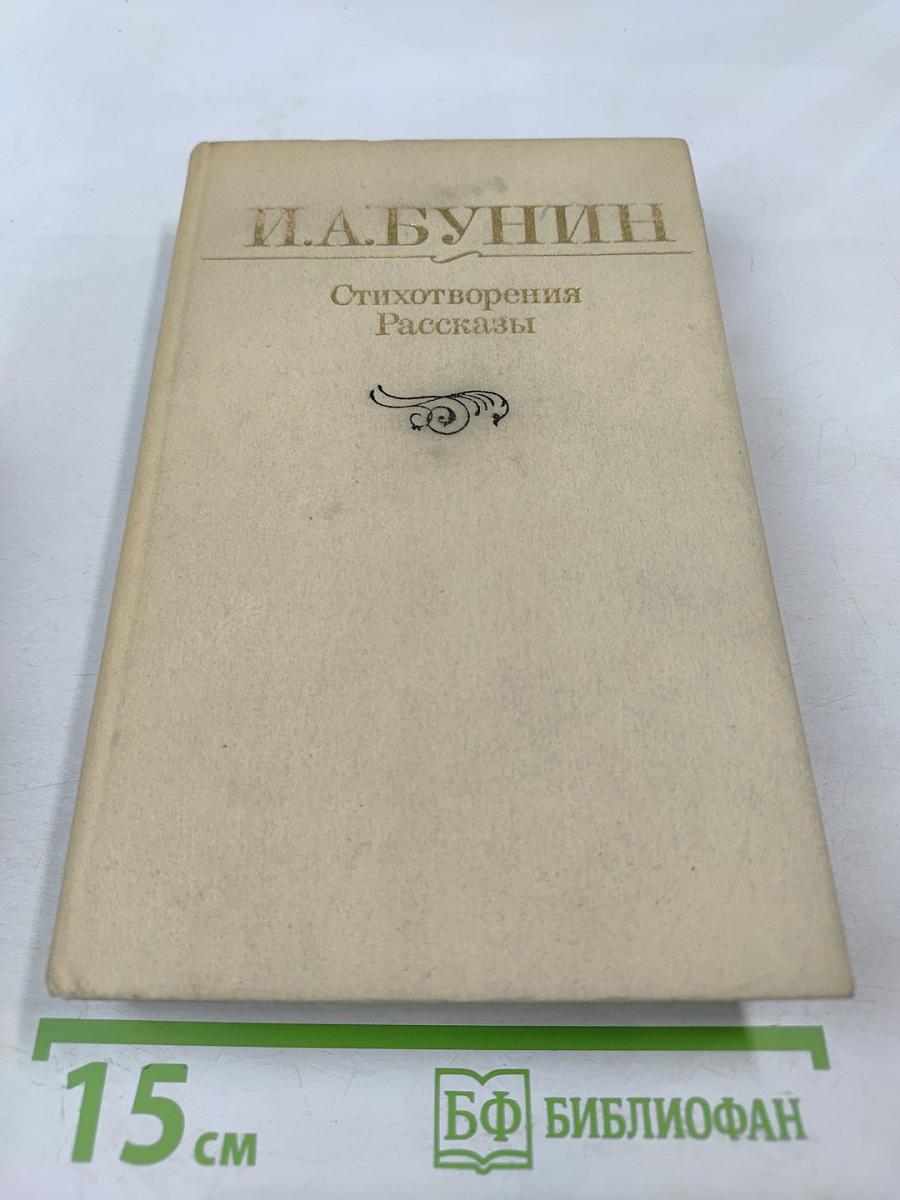 И.А.БУНИН
Стихотворения
Рассказы
15 см
БФ БИБЛИОФАН